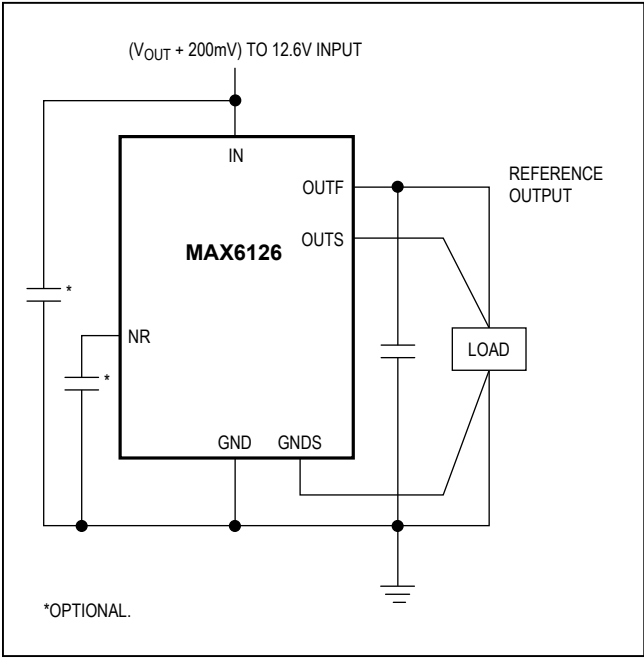 (VOUT + 200mV) TO 12.6V INPUT
IN
OUTF
REFERENCE
OUTPUT
OUTS
MAX6126
*
NR
LOAD
*
GND GNDS
*OPTIONAL.